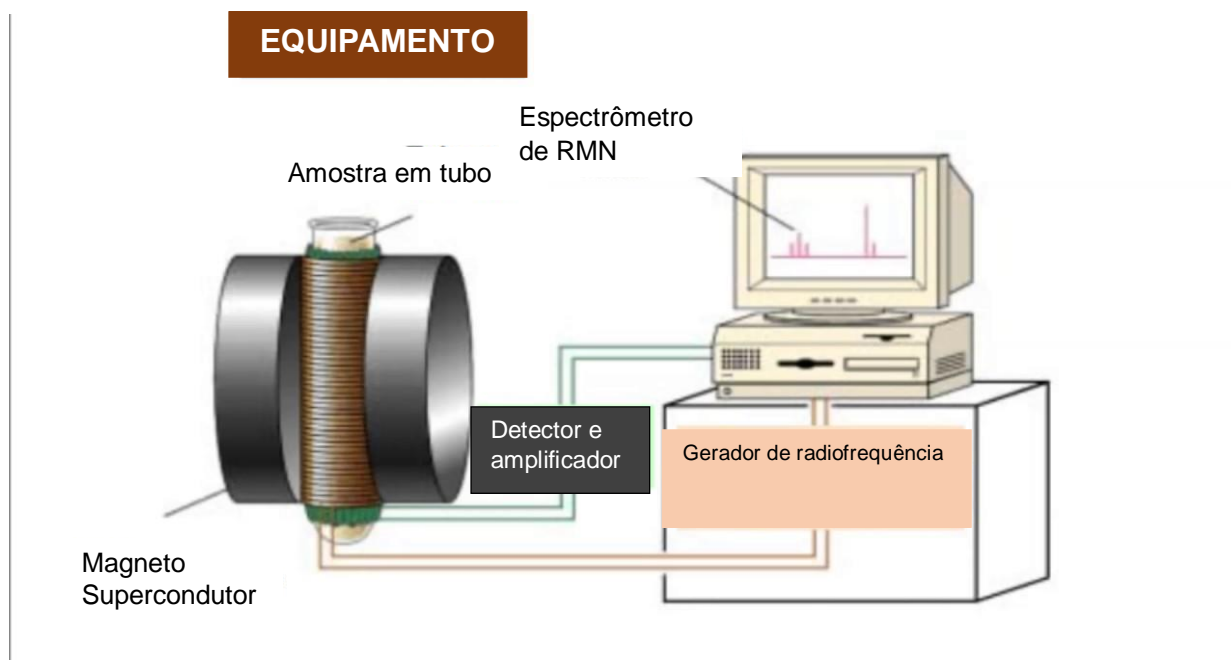 EQUIPAMENTO
Espectrômetro
de RMN
Amostra em tubo
Detector e
amplificador
Gerador de radiofrequência
Magneto
Supercondutor